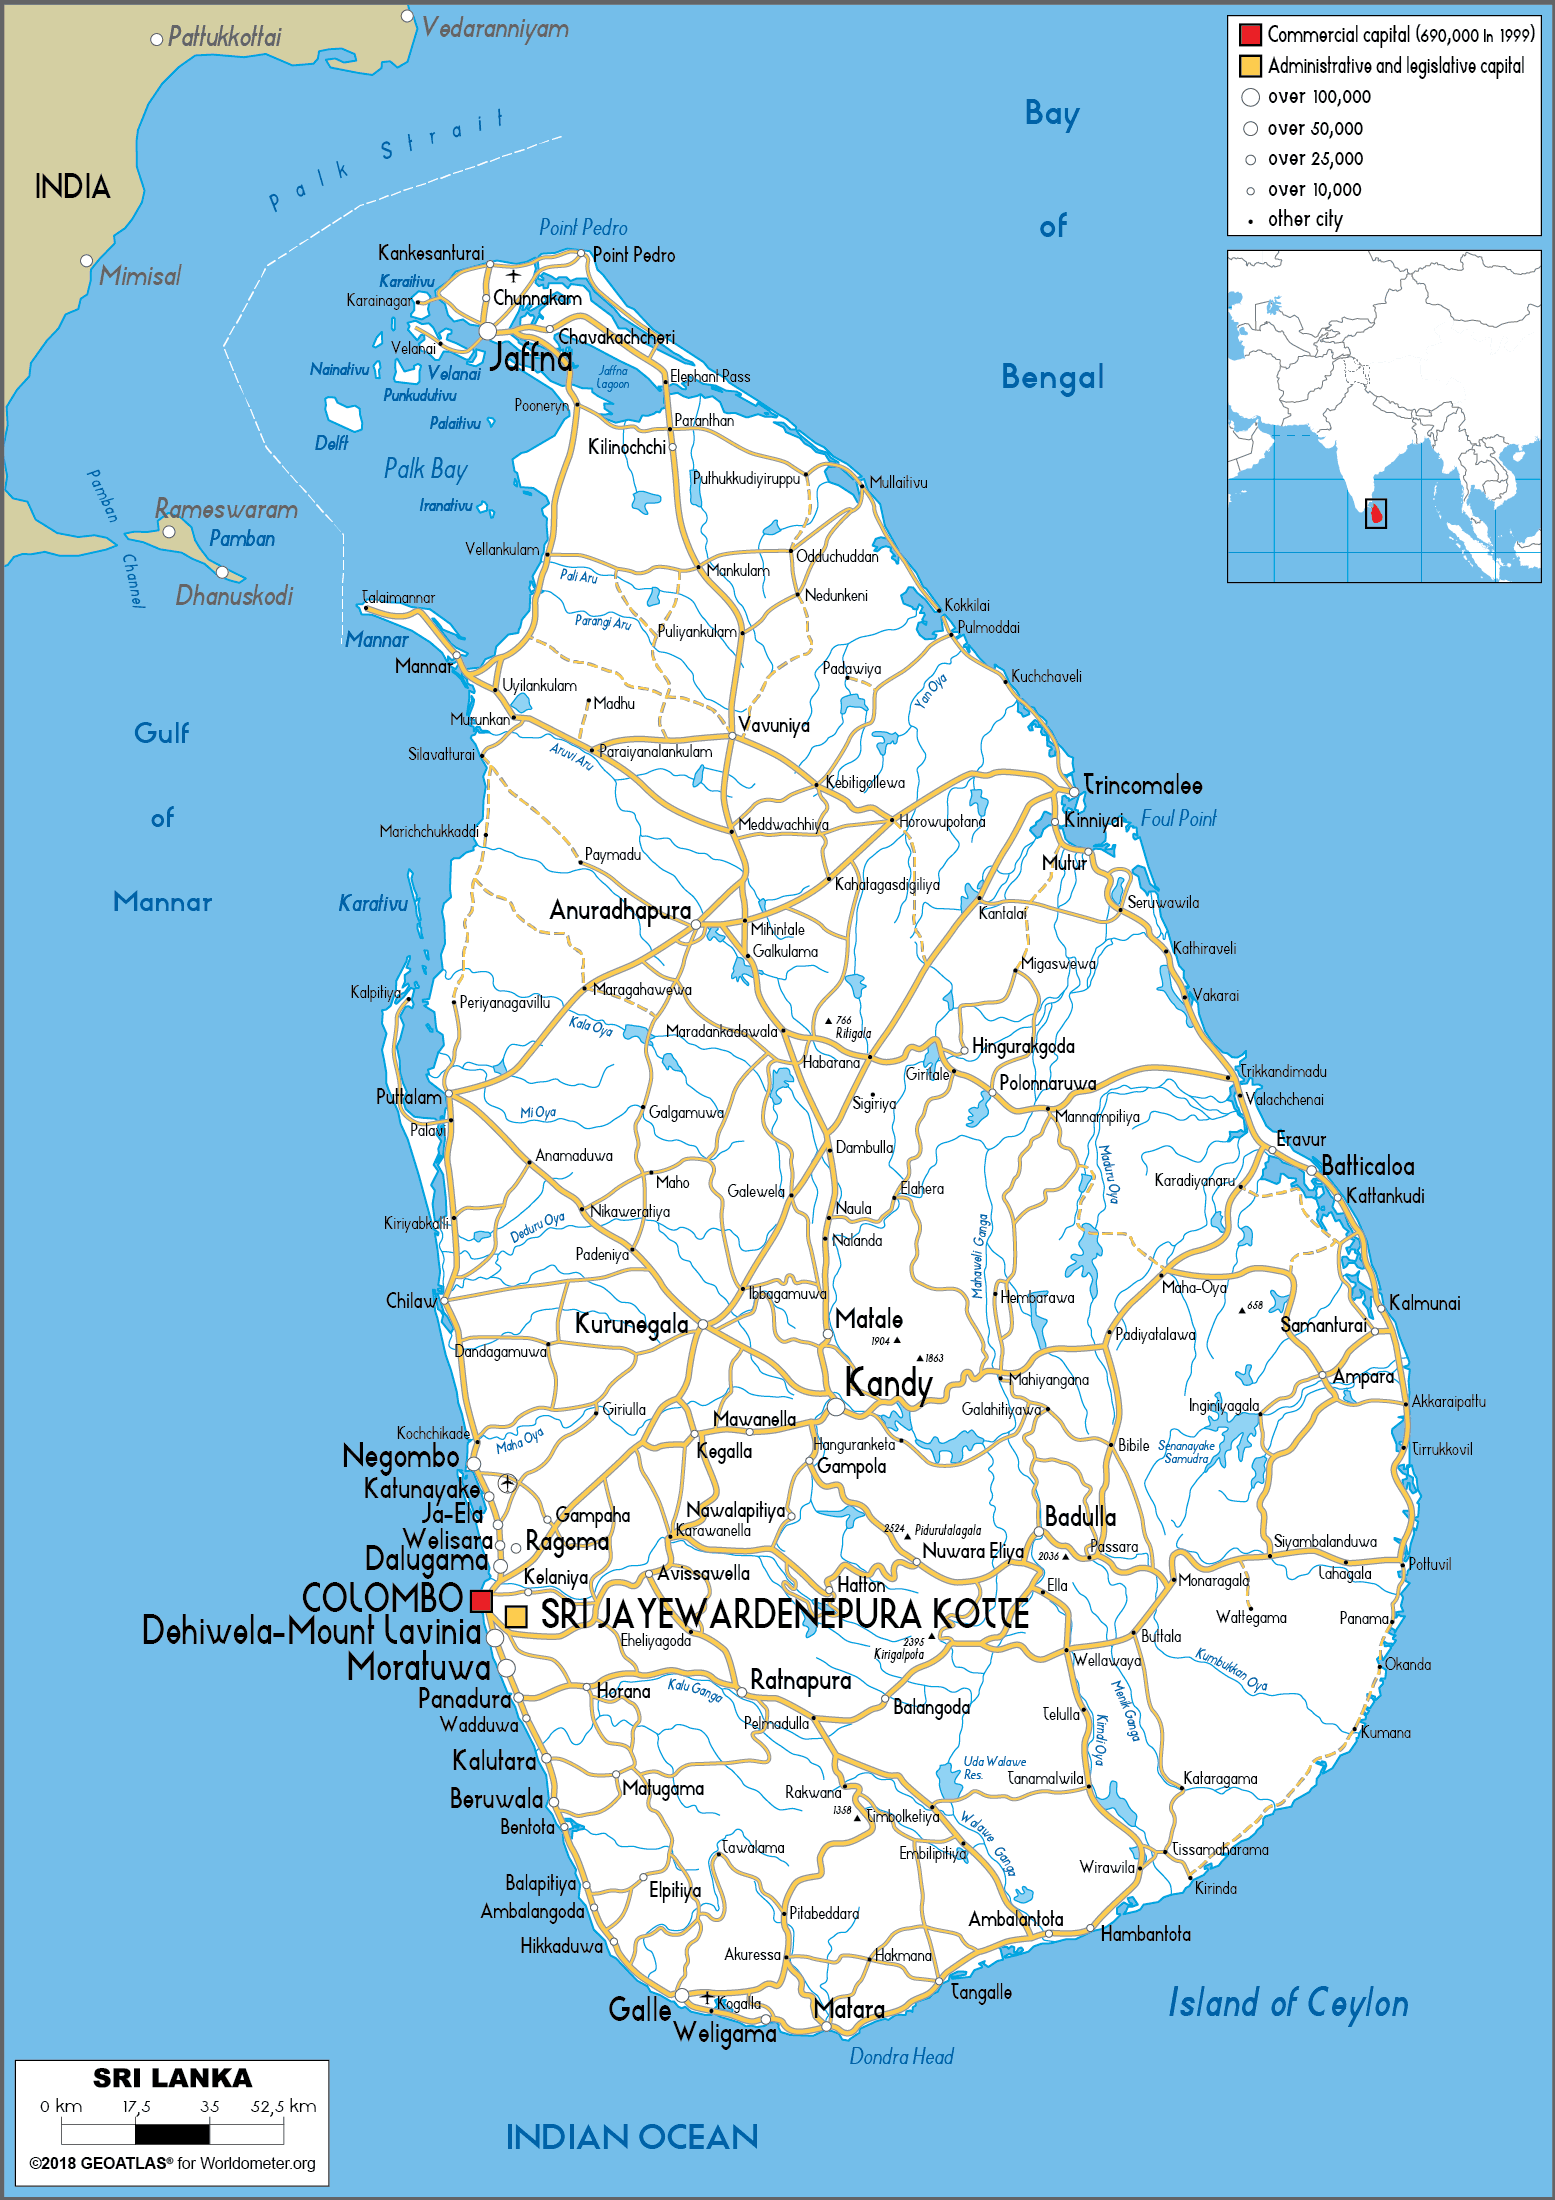 Pattukkottai
Vedaranniyam
Commercial capital (690,000 in 1999)
Administrative and legislative capital
over 100,000
over 50,000
over 25,000
over 10,000
other city
Palk Strait
Bay
of
Bengal
INDIA
Mimisal
Point Pedro
Kankesanturai
Point Pedro
Karaitivu
Karainagar
Chunnakam
Chavakachcheri
Velanai
Jaffna
Nainativu
Velanai
Jaffna
Lagoon
Elephant Pass
Punkudutivu
Pooneryn
Palaitivu
Paranthan
Delft
Kilinochchi
Palk Bay
Puthukkudiyiruppu
Mullaitivu
Pamban
Channel
Iranativu
Rameswaram
Pamban
Vellankulam
Odduchuddan
Dhanuskodi
Pali Aru
Mankulam
Talaimannar
Nedunkeni
Kokkilai
Parangi Aru
Puliyankulam
Pulmoddai
Mannar
Mannar
Padawiya
Kuchchaveli
Uyilankulam
Yan Oya
Madhu
Murunkan
Vavuniya
Gulf
of
Mannar
Silavatturai
Aruvi Aru
Paraiyanalankulam
Kebitigollewa
Trincomalee
Marichchukkaddi
Meddwachhiya
Horowupotana
Kinniyai
Foul Point
Paymadu
Mutur
Kahatagasdigiliya
Karativu
Anuradhapura
Kantalai
Seruwawila
Mihintale
Galkulama
Kathiraveli
Migaswewa
Kalpitiya
Periyanagavillu
Maragahawewa
Vakarai
Kala Oya
Maradankadawala
766
Ritigala
Hingurakgoda
Habarana
Giritale
Polonnaruwa
Trikkandimadu
Puttalam
Sigiriya
Valachchenai
Mi Oya
Galgamuwa
Mannampitiya
Palavi
Dambulla
Eravur
Anamaduwa
Maduru Oya
Batticaloa
Maho
Galewela
Elahera
Karadiyanaru
Kattankudi
Kiriyabkalli
Nikaweratiya
Naula
Deduru Oya
Padeniya
Nalanda
Mahaweli Ganga
Maha-Oya
Chilaw
Ibbagamuwa
Hembarawa
658
Kalmunai
Kurunegala
Matale
Padiyatalawa
Samanturai
Dandagamuwa
1904
1863
Kandy
Mahiyangana
Ampara
Giriulla
Mawanella
Galahitiyawa
Inginiyagala
Akkaraipattu
Kochchikade
Maha Oya
Kegalla
Hanguranketa
Bibile
Senanayake
Samudra
Tirrukkovil
Negombo
Gampola
Katunayake
Ja-Ela
Gampaha
Nawalapitiya
Badulla
Welisara
Ragoma
Karawanella
2524
Pidurutalagala
Siyambalanduwa
Dalugama
Nuwara Eliya
2036
Passara
Pottuvil
Kelaniya
Avissawella
Hatton
Ella
Monaragala
Lahagala
COLOMBO
SRI JAYEWARDENEPURA KOTTE
Wattegama
Panama
Dehiwela-Mount Lavinia
Eheliyagoda
2395
Kirigalpota
Buttala
Moratuwa
Wellawaya
Kumbukkan Oya
Okanda
Panadura
Horana
Kalu Ganga
Ratnapura
Balangoda
Menik Ganga
Wadduwa
Pelmadulla
Telulla
Kirindi Oya
Kumana
Kalutara
Matugama
Uda Walawe
Res.
Tanamalwila
Kataragama
Beruwala
Rakwana
1358
Timbolketiya
Bentota
Walawe Ganga
Tawalama
Embilipitiya
Tissamaharama
Wirawila
Balapitiya
Elpitiya
Kirinda
Ambalangoda
Pitabeddara
Ambalantota
Hambantota
Hikkaduwa
Akuressa
Hakmana
Tangalle
Galle
Kogalla
Matara
Island of Ceylon
Weligama
Dondra Head
SRI LANKA
0 km 17,5 35 52,5 km
©2018 GEOATLAS® for Worldometer.org
INDIAN OCEAN